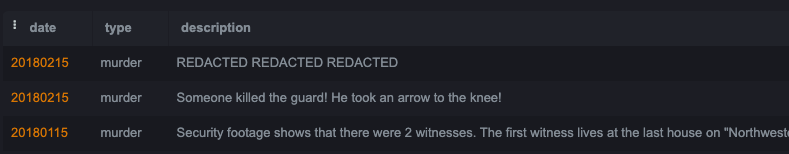 date type description
20180215 murder REDACTED REDACTED REDACTED
20180215 murder Someone killed the guard! He took an arrow to the knee!
20180115 murder Security footage shows that there were 2 witnesses. The first witness lives at the last house on "Northweste